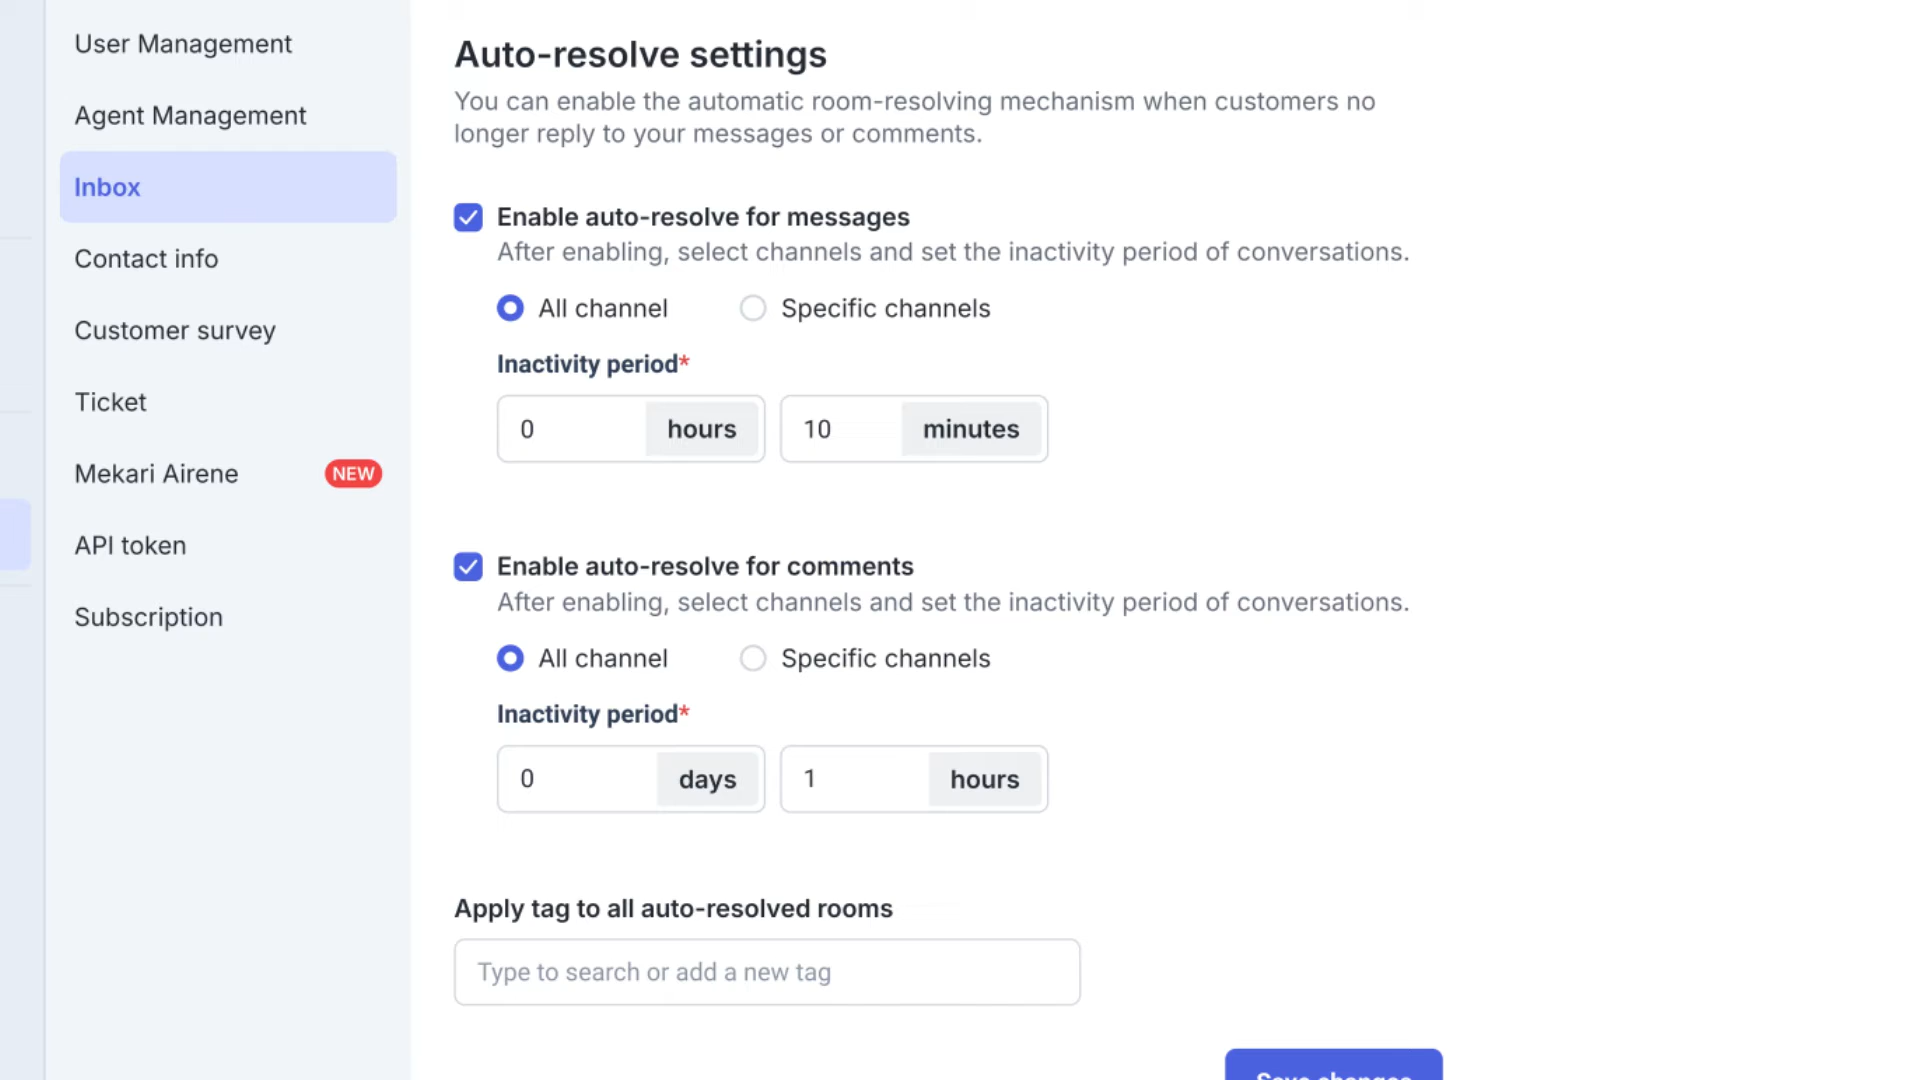 User Management
Agent Management
Inbox
Contact info
Customer survey
Ticket
Mekari Airene NEW
API token
Subscription
Auto-resolve settings
You can enable the automatic room-resolving mechanism when customers no
longer reply to your messages or comments.
Enable auto-resolve for messages
After enabling, select channels and set the inactivity period of conversations.
All channel Specific channels
Inactivity period*
0 hours 10 minutes
Enable auto-resolve for comments
After enabling, select channels and set the inactivity period of conversations.
All channel Specific channels
Inactivity period*
0 days 1 hours
Apply tag to all auto-resolved rooms
Type to search or add a new tag
Save changes